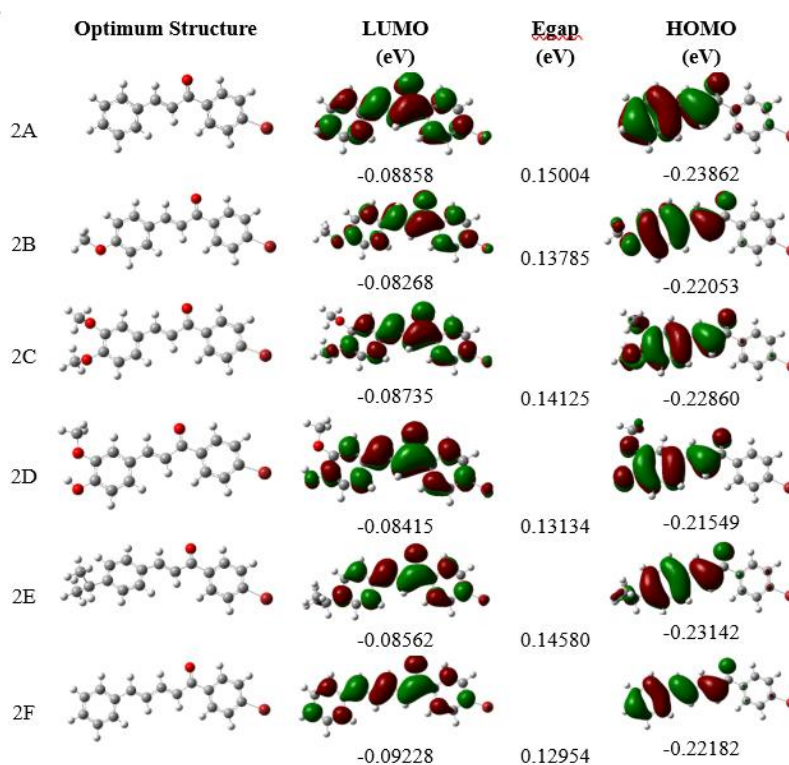 Optimum Structure LUMO Egap HOMO
(eV) (eV) (eV)
2A
-0.08858 0.15004 -0.23862
2B
-0.08268 0.13785 -0.22053
2C
-0.08735 0.14125 -0.22860
2D
-0.08415 0.13134 -0.21549
2E
-0.08562 0.14580 -0.23142
2F
-0.09228 0.12954 -0.22182